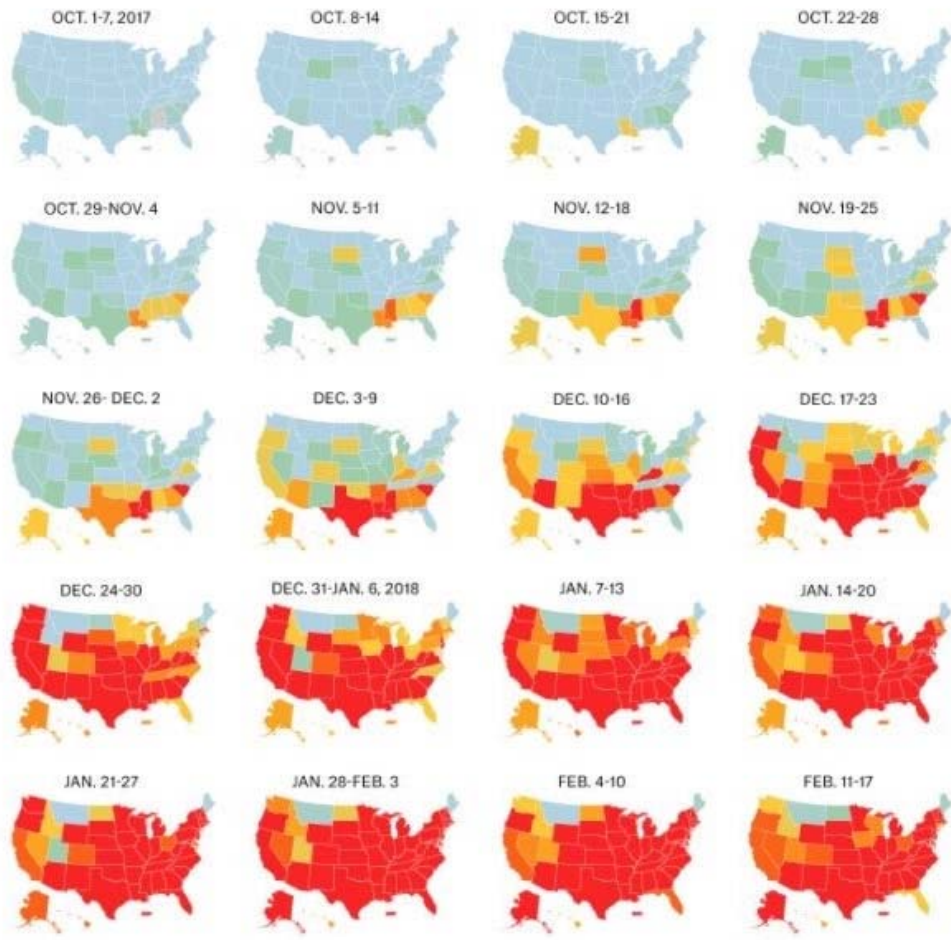 OCT. 1-7, 2017
OCT. 8-14
OCT. 15-21
OCT. 22-28
OCT. 29-NOV. 4
NOV. 5-11
NOV. 12-18
NOV. 19-25
NOV. 26- DEC. 2
DEC. 3-9
DEC. 10-16
DEC. 17-23
DEC. 24-30
DEC. 31-JAN. 6, 2018
JAN. 7-13
JAN. 14-20
JAN. 21-27
JAN. 28-FEB. 3
FEB. 4-10
FEB. 11-17